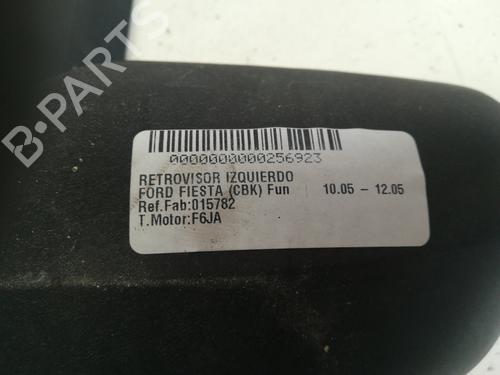 B-PARTS
0000000000256923
RETROVISOR IZQUIERDO
FORD FIESTA (CBK) Fun 10.05 - 12.05
Ref.Fab:015782
T.Motor:F6JA